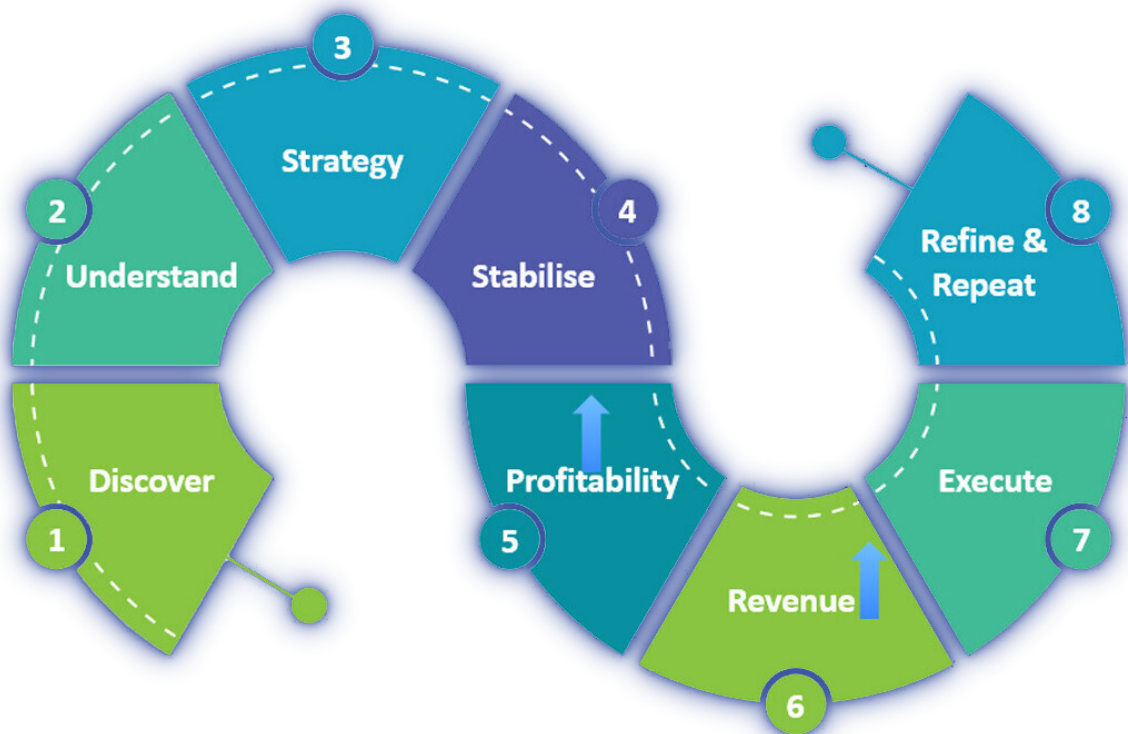 1
Discover
2
Understand
3
Strategy
4
Stabilise
5
Profitability
6
Revenue
7
Execute
8
Refine &
Repeat